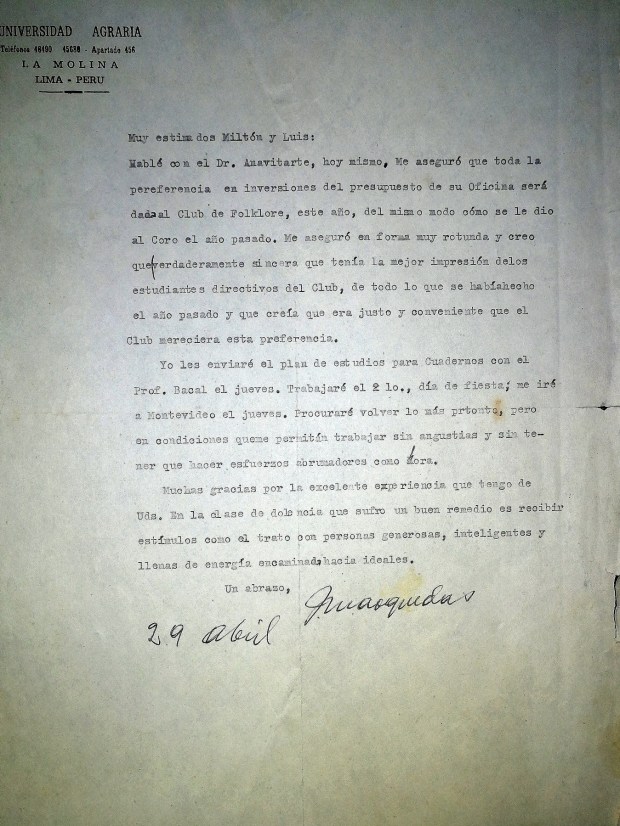 UNIVERSIDAD AGRARIA
Teléfonos 48490 45688 - Apartado 456
LA MOLINA
LIMA - PERU
Muy estimados Miltón y Luis:
Hablé con el Dr. Anavitarte, hoy mismo, Me aseguró que toda la
pereferencia en inversiones del presupuesto de su Oficina será
dadaal Club de Folklore, este año, del mismo modo cómo se le dio
al Coro el año pasado. Me aseguró en forma muy rotunda y creo
que/verdaderamente sincera que tenía la mejor impresión delos
estudiantes directivos del Club, de todo lo que se habíahecho
el año pasado y que creía que era justo y conveniente que el
Club mereciera esta preferencia.
Yo les enviaré el plan de estudios para Cuadernos con el
Prof. Bacal el jueves. Trabajaré el 2 lo., día de fiesta; me iré
a Montevideo el jueves. Procuraré volver lo más prtonto, pero
en condiciones queme permitán trabajar sin angustias y sin te-
ner que hacer esfuerzos abrumadores como hora.
Muchas gracias por la excelente experiencia que tengo de
Uds. En la clase de dolencia que sufro un buen remedio es recibir
estímulos como el trato con personas generosas, inteligentes y
llenas de energía encaminadahacia ideales.
Un abrazo,
JMArguedas
29 abril